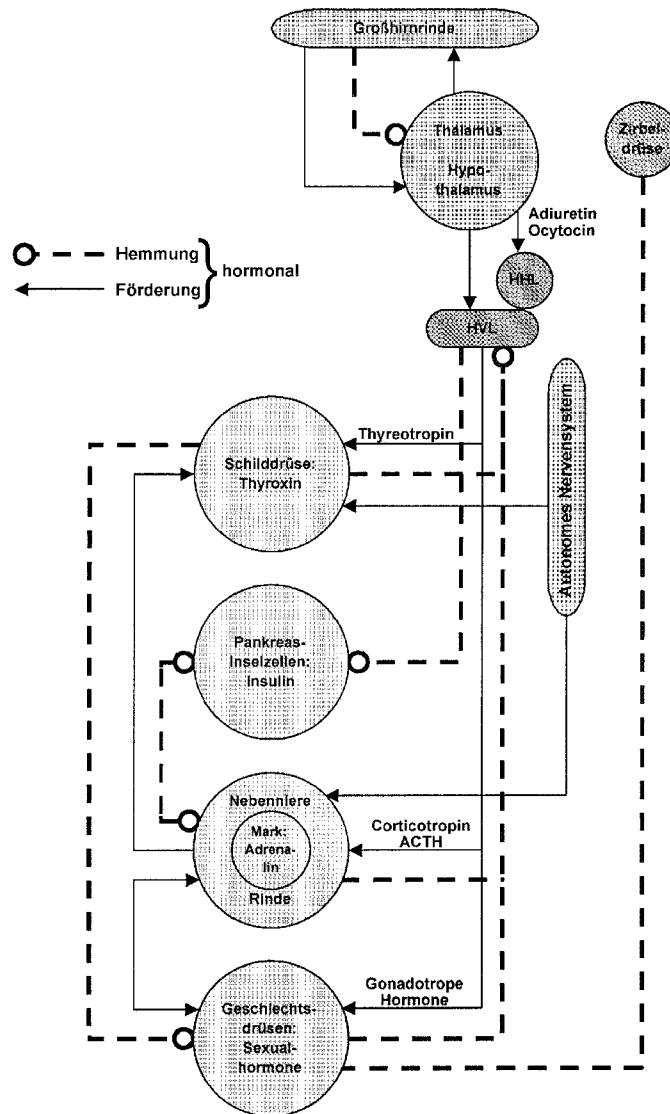 Großhirnrinde
Thalamus
Hypo-
thalamus
Zirbel-
drüse
Adiuretin
Ocytocin
Hemmung
hormonal
Förderung
HHL
HVL
Thyreotropin
Schilddrüse:
Thyroxin
Autonomes Nervensystem
Pankreas-
Inselzellen:
Insulin
Nebenniere
Mark:
Adrena-
lin
Rinde
Corticotropin
ACTH
Gonadotrope
Hormone
Geschlechts-
drüsen:
Sexual-
hormone